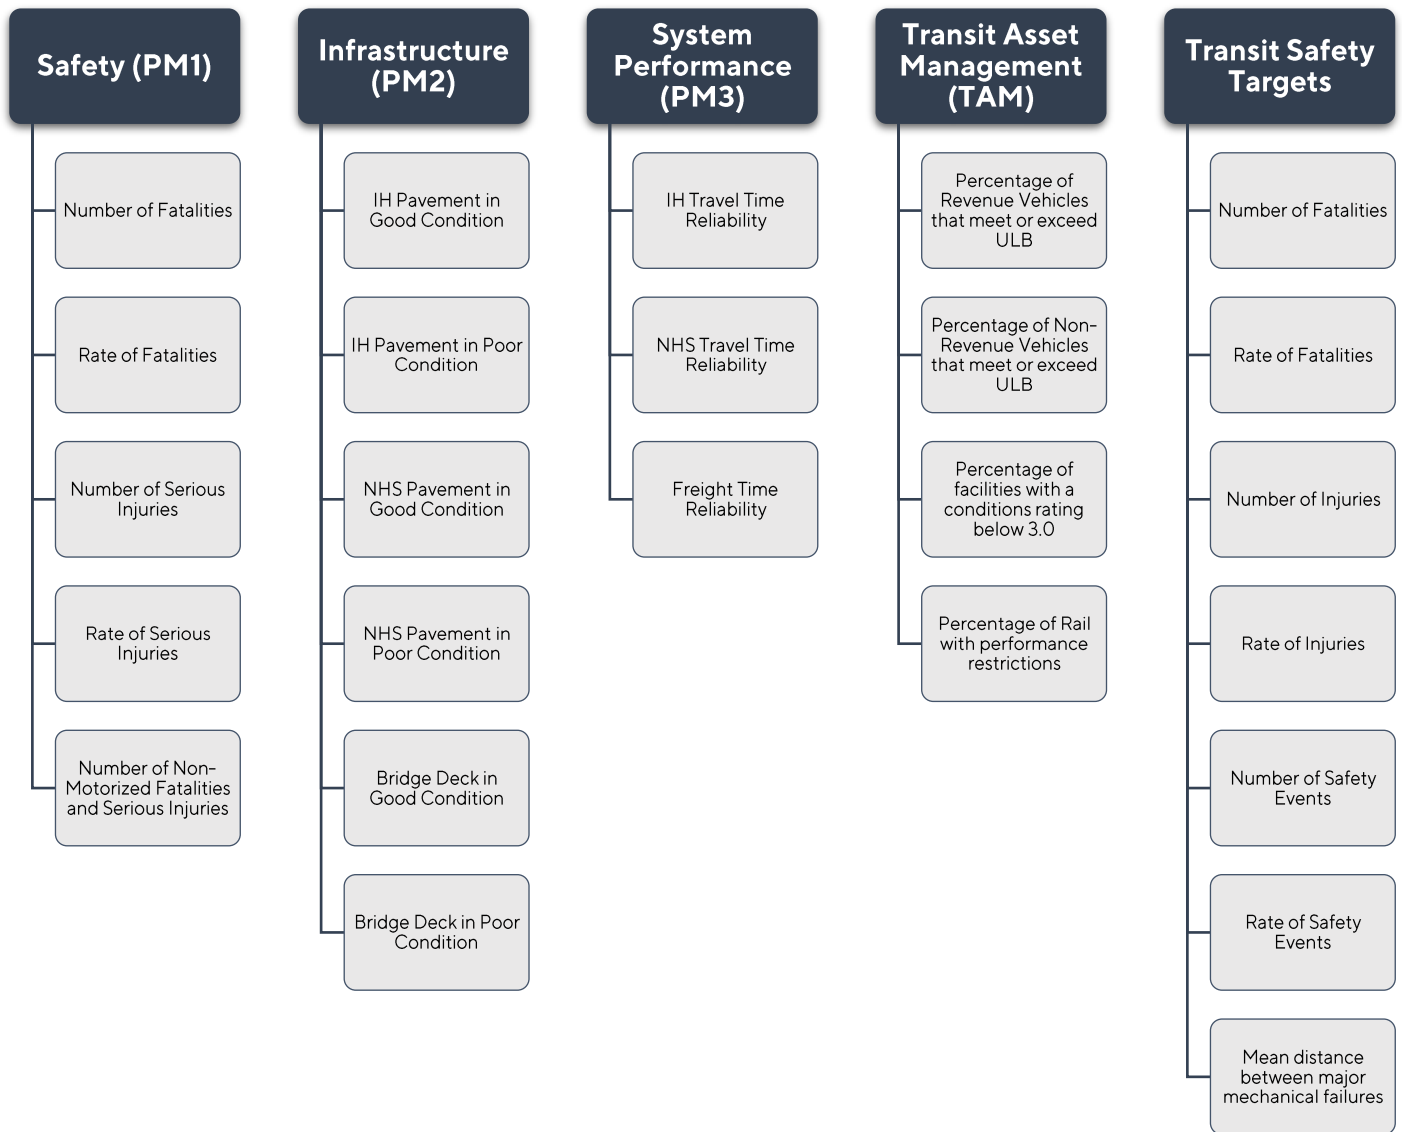 Safety (PM1)
Number of Fatalities
Rate of Fatalities
Number of Serious
Injuries
Rate of Serious
Injuries
Number of Non-
Motorized Fatalities
and Serious Injuries
Infrastructure
(PM2)
IH Pavement in
Good Condition
IH Pavement in Poor
Condition
NHS Pavement in
Good Condition
NHS Pavement in
Poor Condition
Bridge Deck in
Good Condition
Bridge Deck in Poor
Condition
System
Performance
(PM3)
IH Travel Time
Reliability
NHS Travel Time
Reliability
Freight Time
Reliability
Transit Asset
Management
(TAM)
Percentage of
Revenue Vehicles
that meet or exceed
ULB
Percentage of Non-
Revenue Vehicles
that meet or exceed
ULB
Percentage of
facilities with a
conditions rating
below 3.0
Percentage of Rail
with performance
restrictions
Transit Safety
Targets
Number of Fatalities
Rate of Fatalities
Number of Injuries
Rate of Injuries
Number of Safety
Events
Rate of Safety
Events
Mean distance
between major
mechanical failures